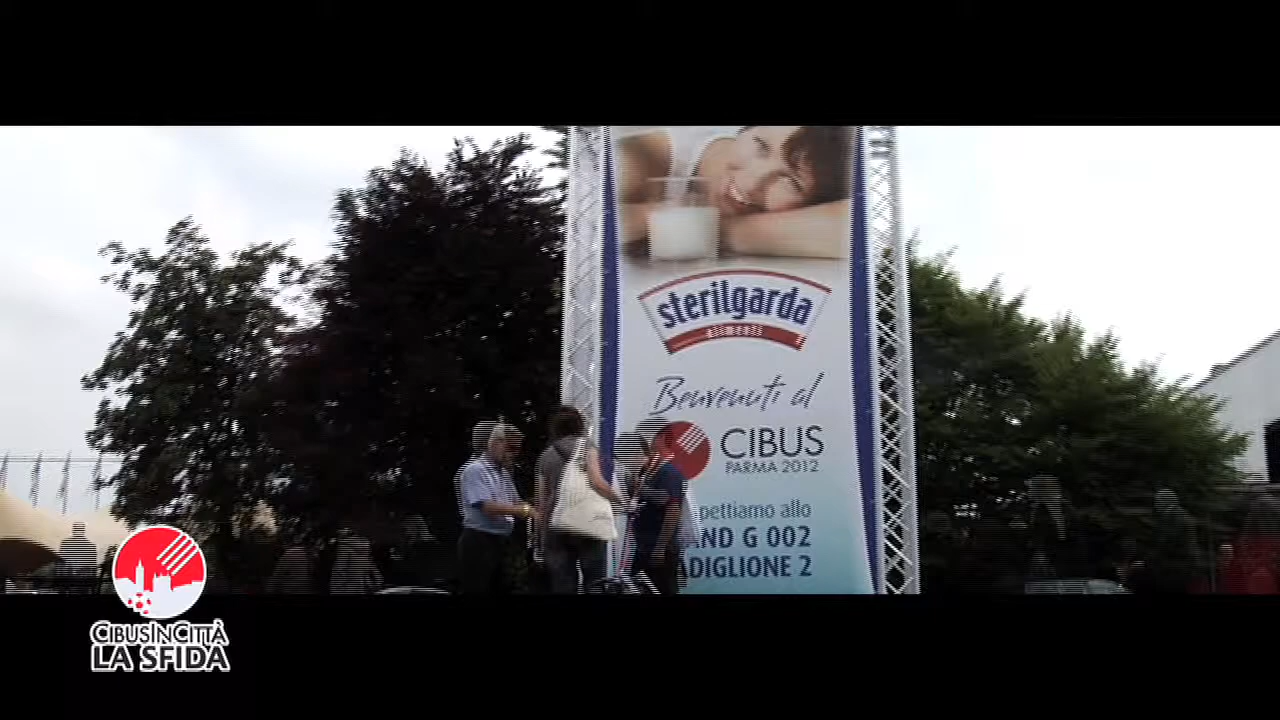 sterilgarda
alimenti
Benvenuti al
CIBUS
PARMA 2012
pettiamo allo
AND G 002
ADIGLIONE 2
CIBUSINCITTÀ
LA SFIDA